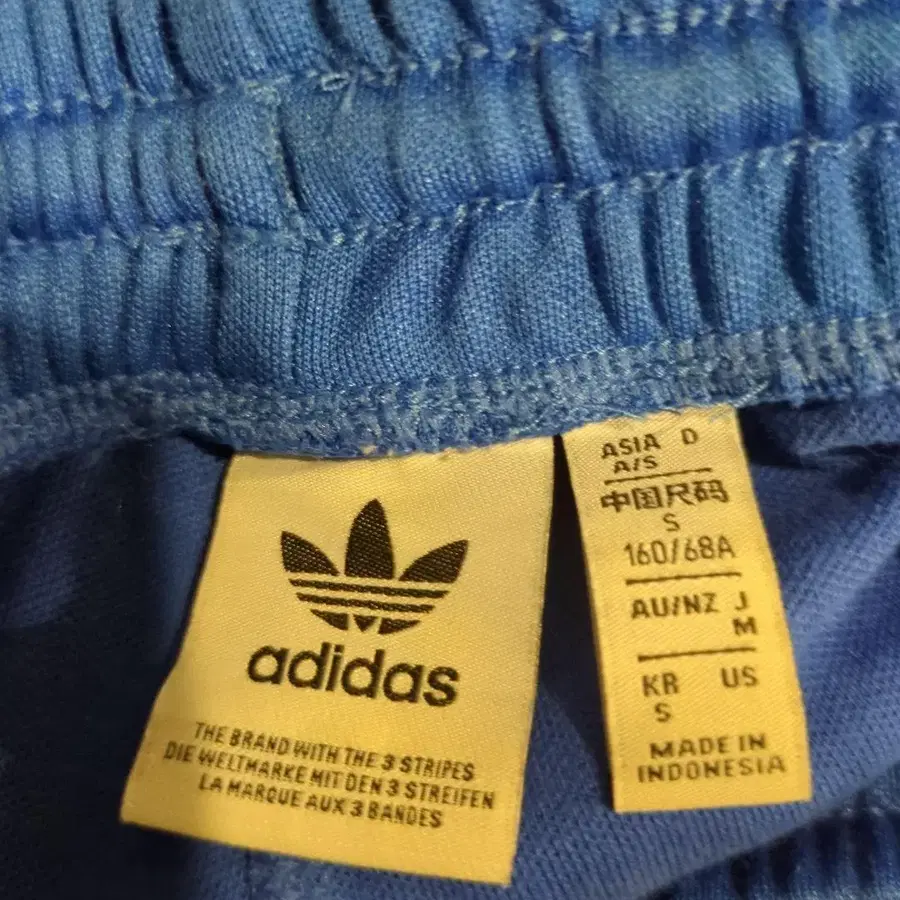 adidas
THE BRAND WITH THE 3 STRIPES
DIE WELTMARKE MIT DEN 3 STREIFEN
LA MARQUE AUX 3 BANDES
ASIA D
A/S
中国尺码
S
160/68A
AU/NZ J
M
KR US
S
MADE IN
INDONESIA